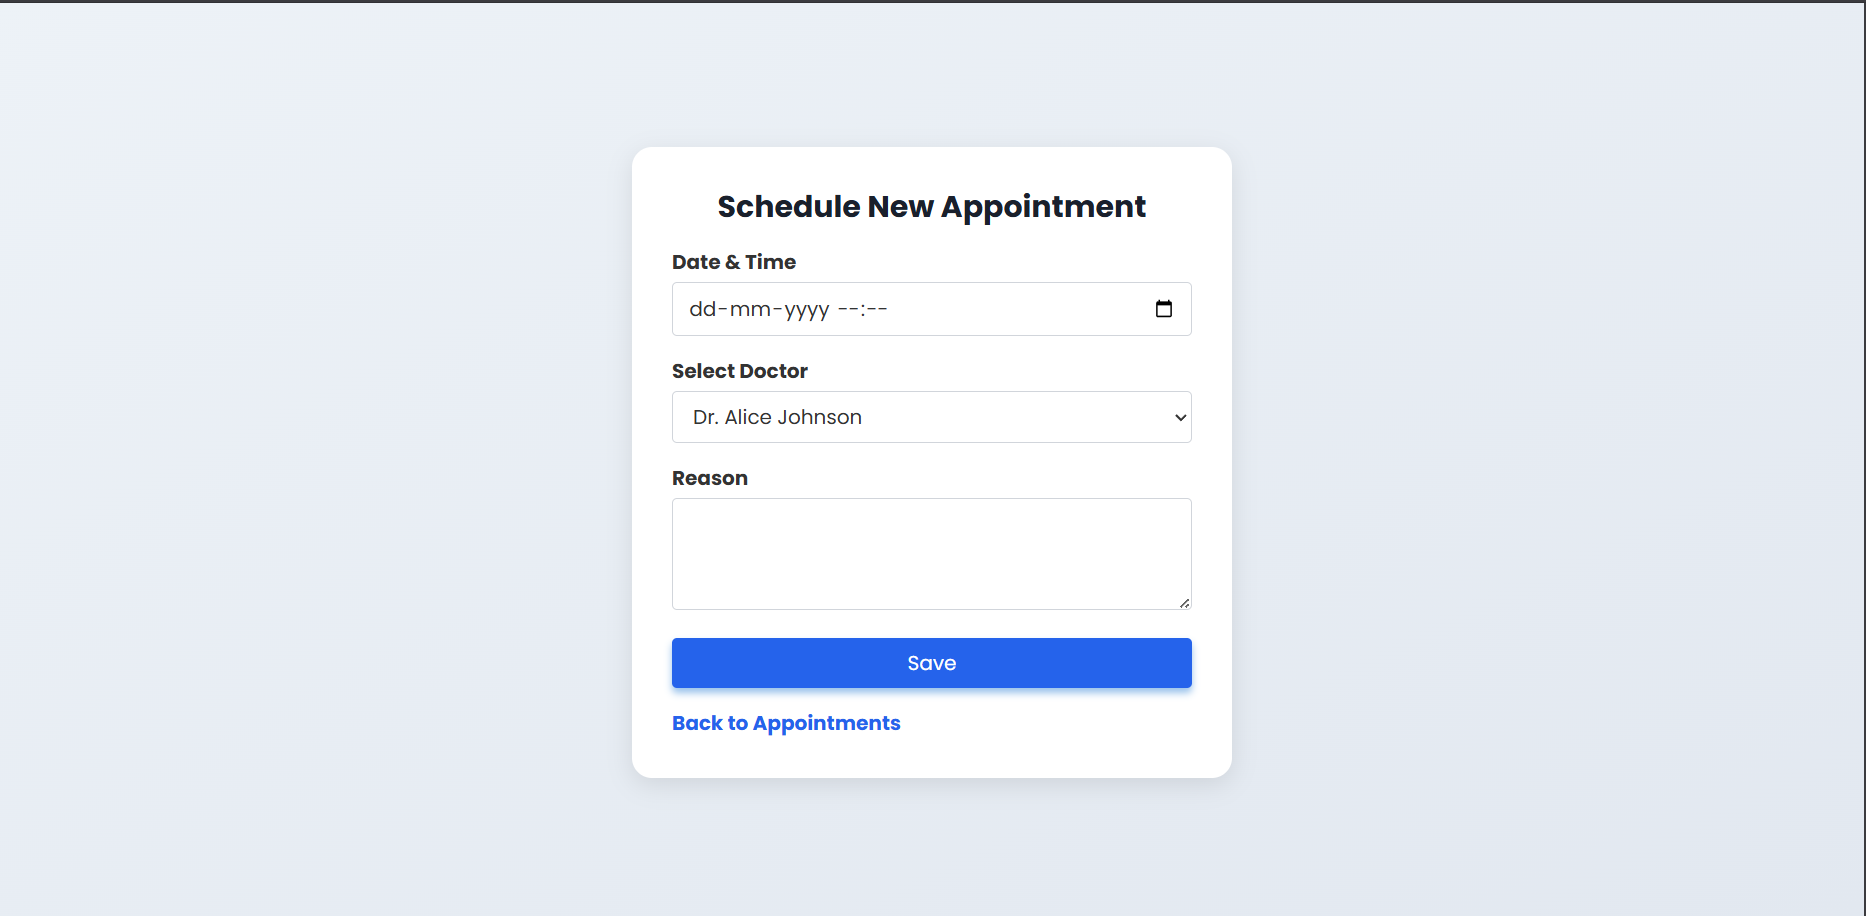 Schedule New Appointment
Date & Time
dd-mm-yyyy --:--
Select Doctor
Dr. Alice Johnson
Reason
Save
Back to Appointments